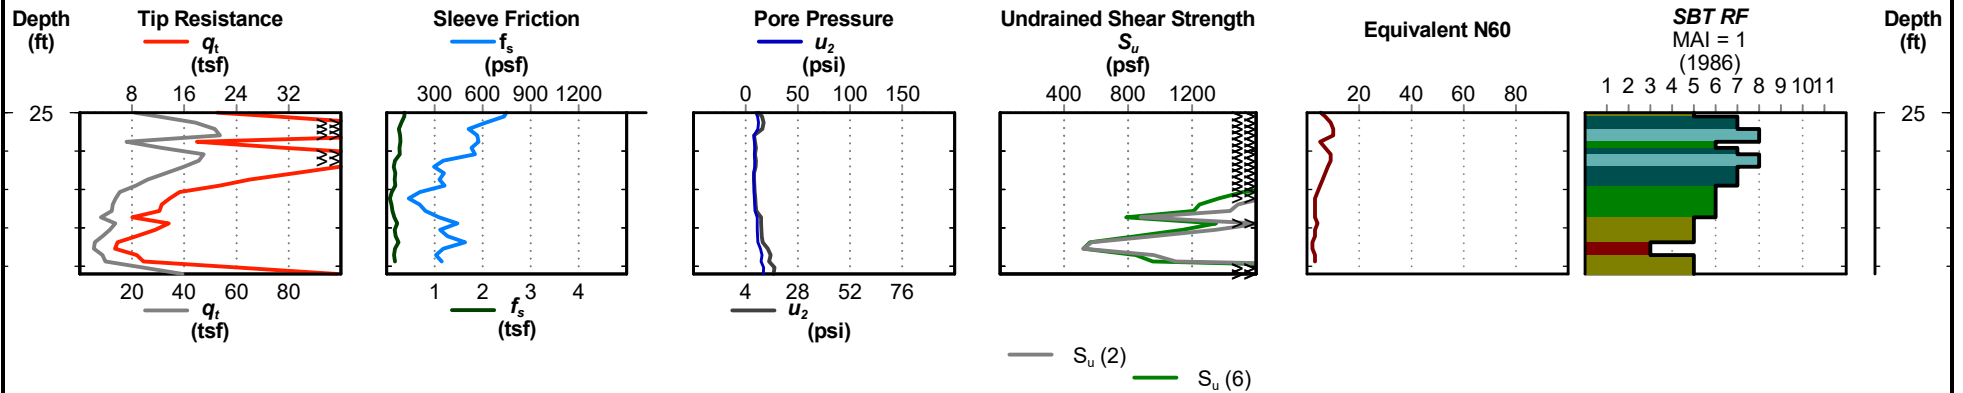 Depth
(ft)
Tip Resistance
qt
(tsf)
Sleeve Friction
fs
(psf)
Pore Pressure
u2
(psi)
Undrained Shear Strength
Su
(psf)
Equivalent N60
SBT RF
MAI = 1
(1986)
Depth
(ft)
8 16 24 32
300 600 900 1200
0 50 100 150
400 800 1200
20 40 60 80
1 2 3 4 5 6 7 8 9 10 11
25
25
20 40 60 80
1 2 3 4
4 28 52 76
qt
(tsf)
fs
(tsf)
u2
(psi)
Su (2)
Su (6)